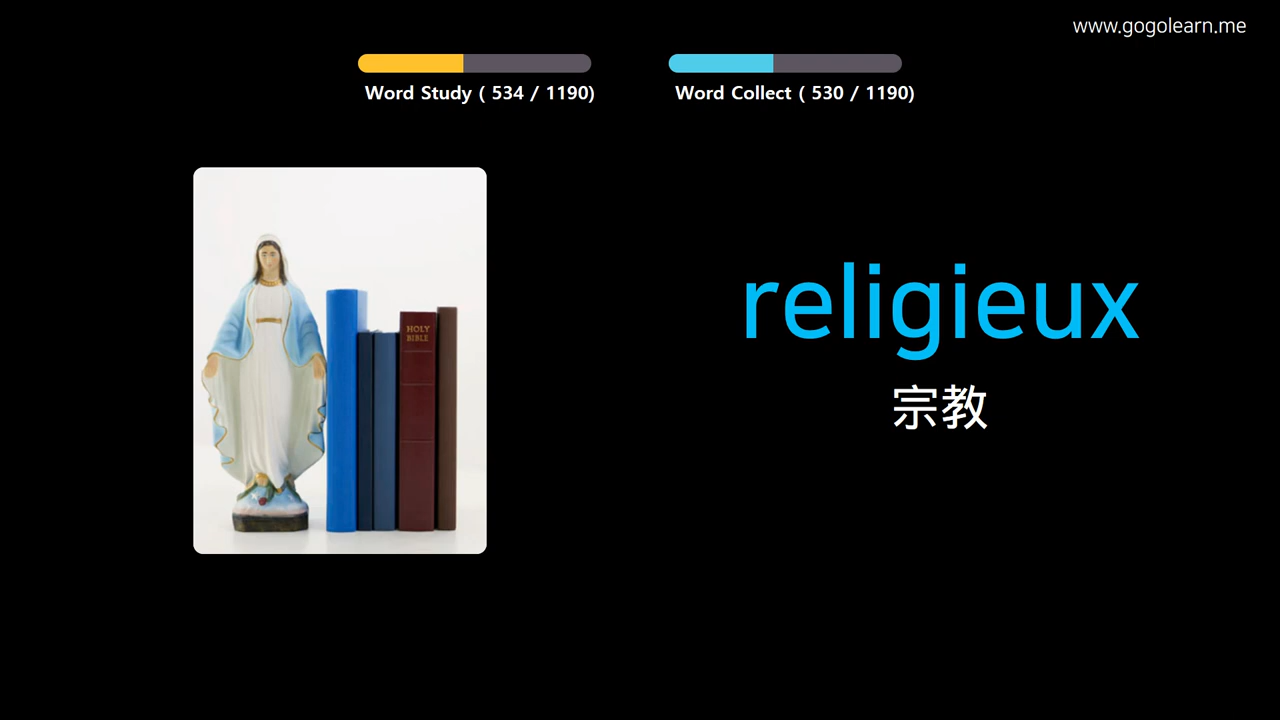 www.gogolearn.me
Word Study ( 534 / 1190)
Word Collect ( 530 / 1190)
HOLY
BIBLE
religieux
宗教